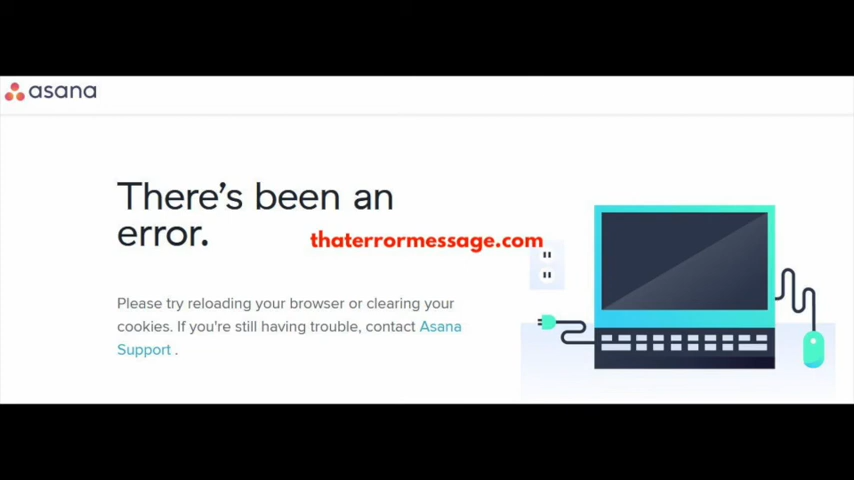 asana
There's been an
error.
thaterrormessage.com
Please try reloading your browser or clearing your
cookies. If you're still having trouble, contact Asana
Support .